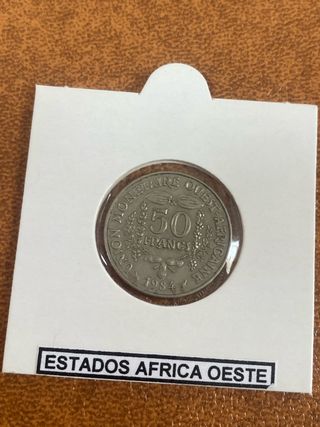 UNION MONETAIRE OUEST-AFRICAINE
50
FRANCS
1984
ESTADOS AFRICA OESTE